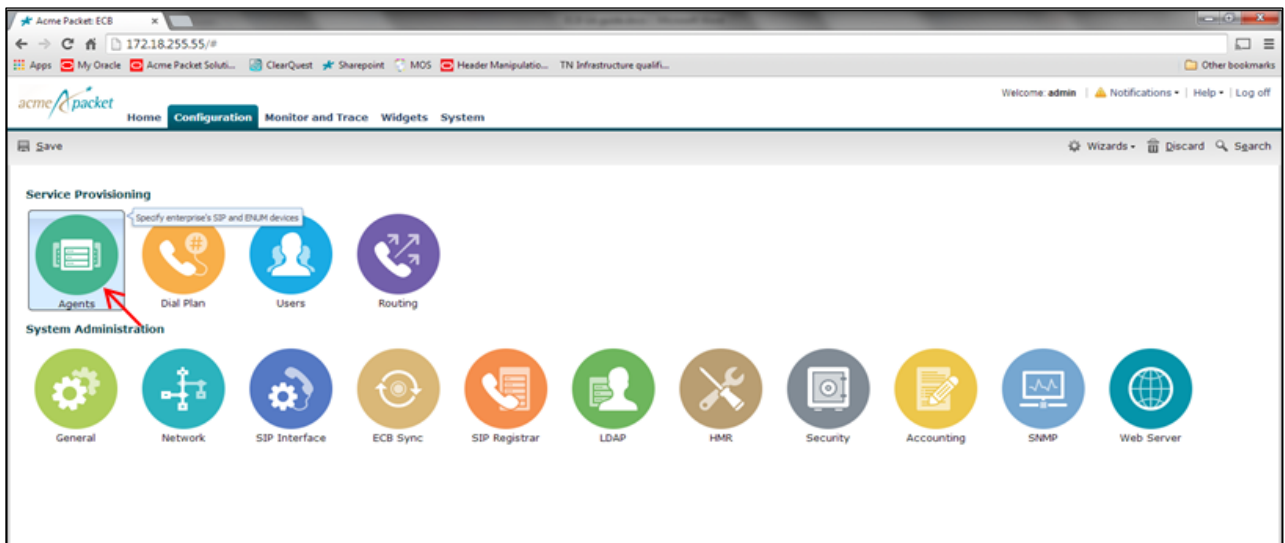 Acme Packet: ECB
172.18.255.55/#
Apps My Oracle Acme Packet Soluti... ClearQuest Sharepoint MOS Header Manipulatio... TN Infrastructure qualifi... Other bookmarks
acme packet
Welcome: admin | Notifications | Help | Log off
Home Configuration Monitor and Trace Widgets System
Save Wizards Discard Search
Service Provisioning
Specify enterprise's SIP and ENUM devices
#
Agents Dial Plan Users Routing
System Administration
General Network SIP Interface ECB Sync SIP Registrar LDAP HMR Security Accounting SNMP Web Server